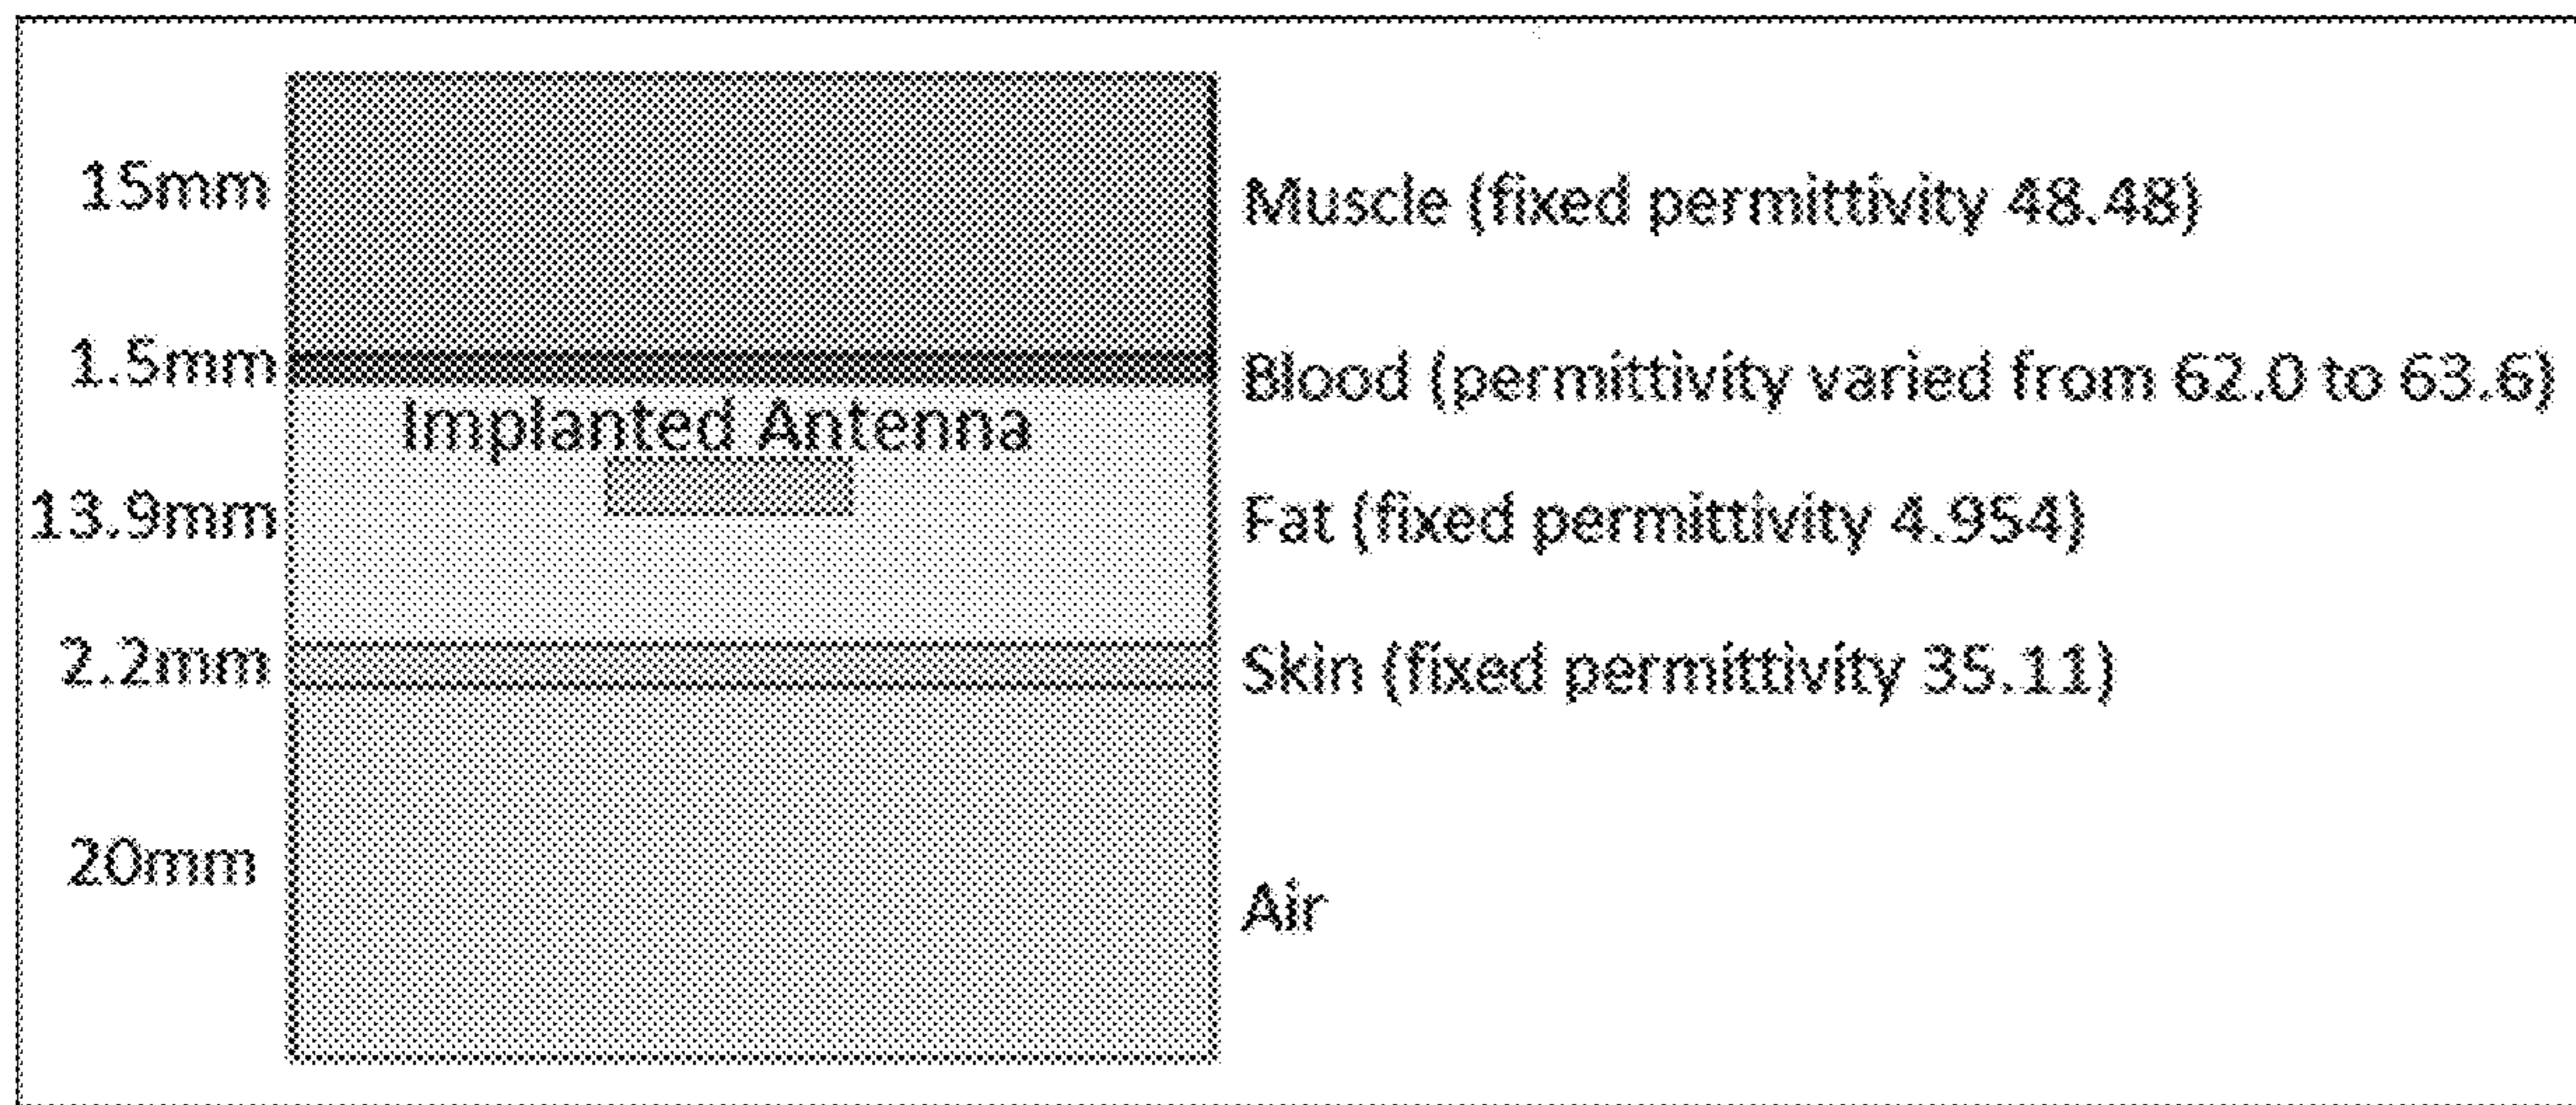 15mm
Muscle (fixed permittivity 48.48)
1.5mm
Blood (permittivity varied from 62.0 to 63.6)
Implanted Antenna
13.9mm
Fat (fixed permittivity 4.954)
2.2mm
Skin (fixed permittivity 35.11)
20mm
Air